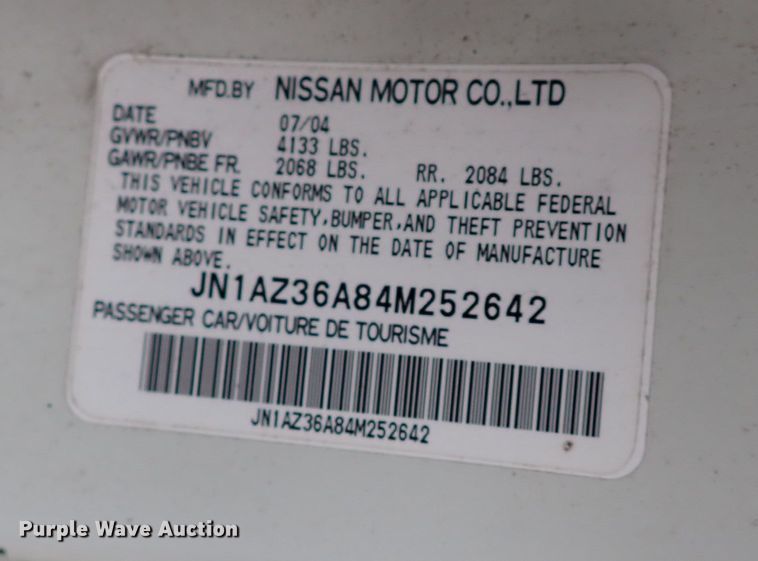 MFD.BY NISSAN MOTOR CO.,LTD
DATE 07/04
GVWR/PNBV 4133 LBS.
GAWR/PNBE FR. 2068 LBS. RR. 2084 LBS.
THIS VEHICLE CONFORMS TO ALL APPLICABLE FEDERAL
MOTOR VEHICLE SAFETY,BUMPER,AND THEFT PREVENTION
STANDARDS IN EFFECT ON THE DATE OF MANUFACTURE
SHOWN ABOVE.
JN1AZ36A84M252642
PASSENGER CAR/VOITURE DE TOURISME
JN1AZ36A84M252642
Purple Wave Auction